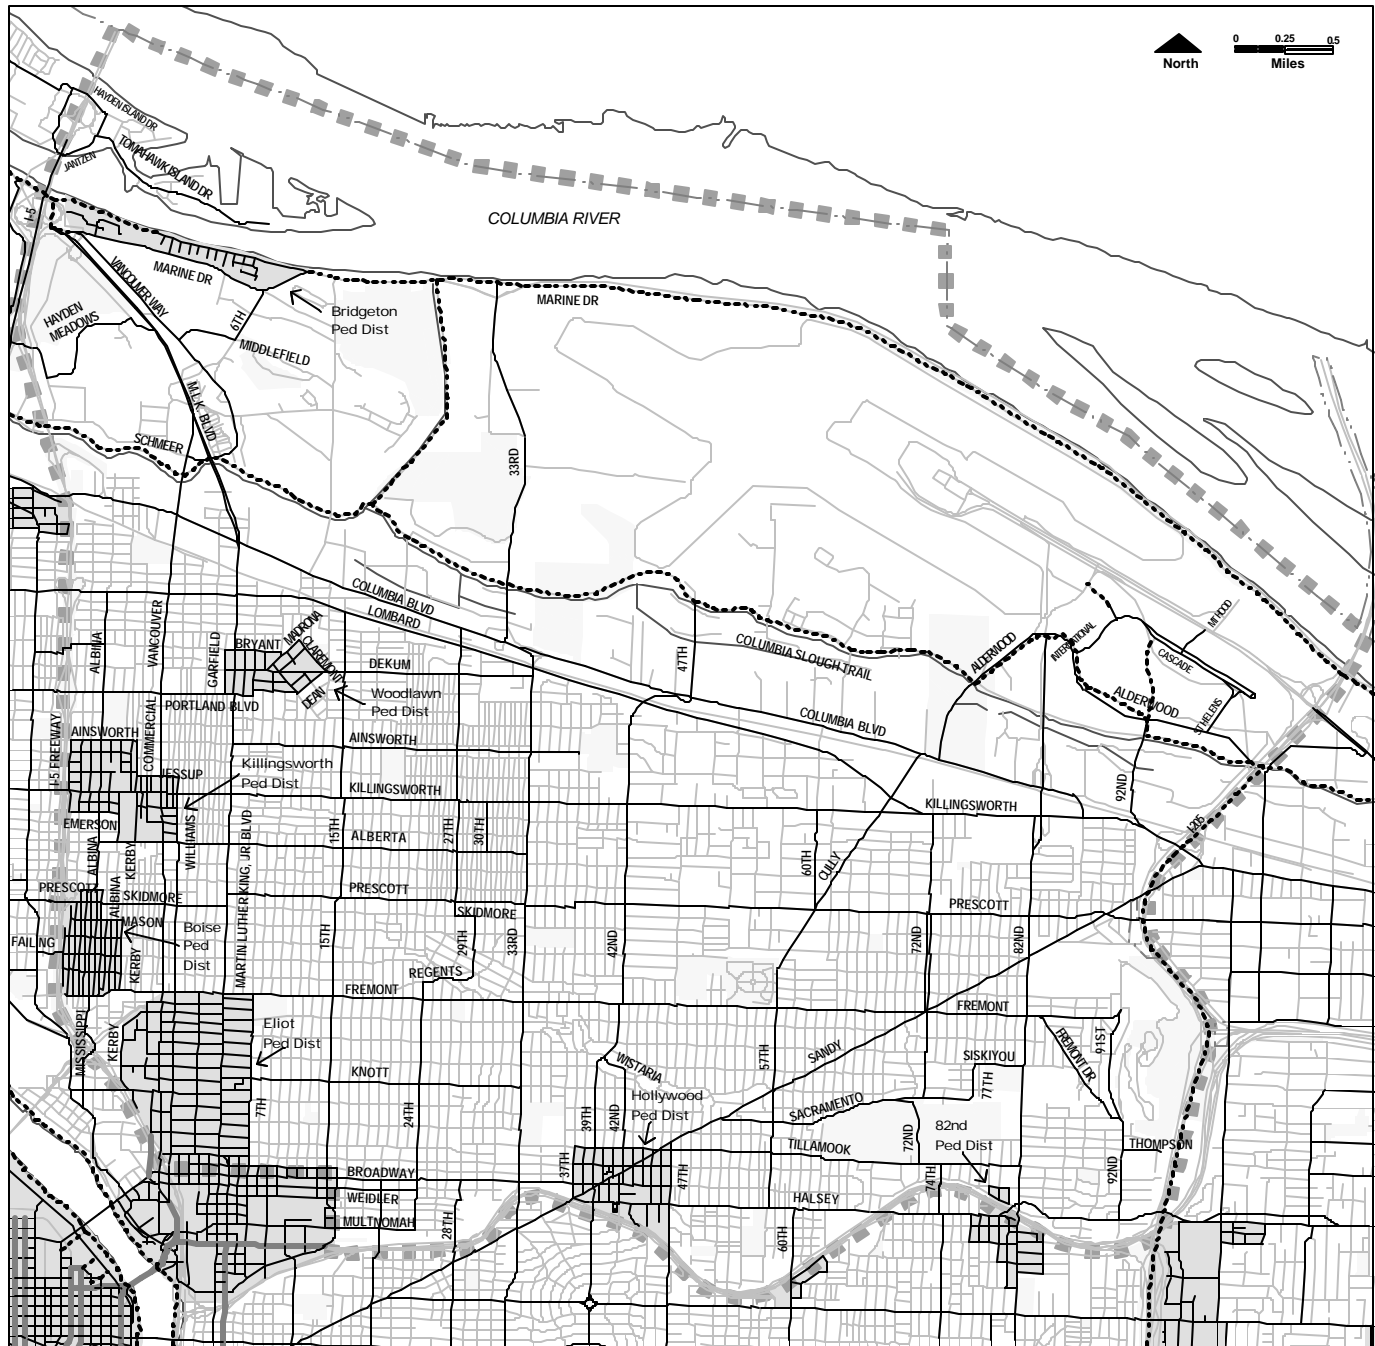 0 0.25 0.5
North
Miles
HAYDEN ISLAND DR
JANTZEN
TOMAHAWK ISLAND DR
I-5
COLUMBIA RIVER
MARINE DR
VANCOUVER WAY
HAYDEN
MEADOWS
6TH
Bridgeton
Ped Dist
MARINE DR
MIDDLEFIELD
M.L.K. BLVD
SCHMEER
33RD
COLUMBIA BLVD
LOMBARD
ALBINA
VANCOUVER
GARFIELD
BRYANT
MADRONA
CLAREMONT
DEAN
DEKUM
Woodlawn
Ped Dist
47TH
COLUMBIA SLOUGH TRAIL
ALDERWOOD
INTERNATIONAL
MT HOOD
CASCADE
ALDERWOOD
ST HELENS
PORTLAND BLVD
COMMERCIAL
I-5 FREEWAY
AINSWORTH
AINSWORTH
COLUMBIA BLVD
JESSUP
Killingsworth
Ped Dist
KILLINGSWORTH
KILLINGSWORTH
92ND
I-205
EMERSON
WILLIAMS
MARTIN LUTHER KING, JR BLVD
15TH
ALBERTA
27TH
30TH
60TH
CULLY
ALBINA
KERBY
PRESCOTT
ALBINA
SKIDMORE
PRESCOTT
PRESCOTT
MASON
Boise
Ped
Dist
FAILING
KERBY
15TH
SKIDMORE
29TH
33RD
42ND
72ND
82ND
REGENTS
FREMONT
FREMONT
MISSISSIPPI
KERBY
Eliot
Ped Dist
KNOTT
WISTARIA
57TH
SANDY
SISKIYOU
77TH
FREMONT DR
91ST
Hollywood
Ped Dist
7TH
24TH
39TH
42ND
SACRAMENTO
TILLAMOOK
72ND
82nd
Ped Dist
THOMPSON
92ND
BROADWAY
37TH
47TH
74TH
WEIDLER
HALSEY
MULTNOMAH
28TH
60TH